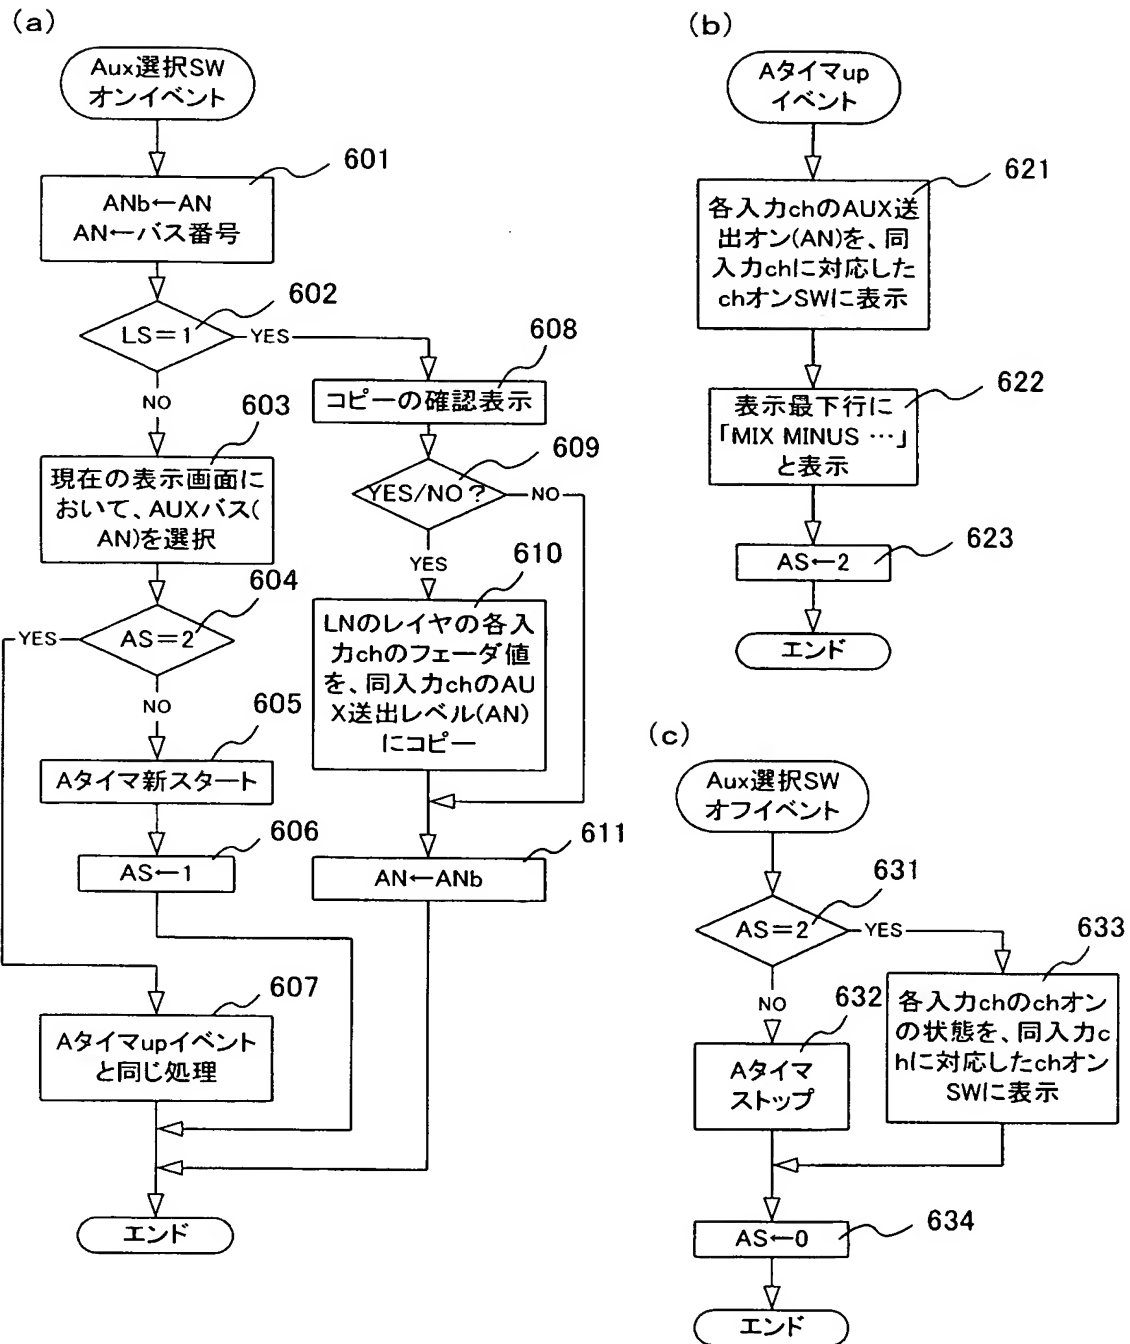 (a)
Aux選択SW
オンイベント
601
ANb←AN
AN←バス番号
602
LS＝1
YES
NO
603
現在の表示画面に
おいて、AUXバス(
AN)を選択
604
AS＝2
YES
NO
605
Aタイマ新スタート
606
AS←1
607
Aタイマupイベント
と同じ処理
エンド
608
コピーの確認表示
609
YES/NO？
NO
YES
610
LNのレイヤの各入
力chのフェーダ値
を、同入力chのAU
X送出レベル(AN)
にコピー
611
AN←ANb
(b)
Aタイマup
イベント
621
各入力chのAUX送
出オン(AN)を、同
入力chに対応した
chオンSWに表示
622
表示最下行に
「MIX MINUS …」
と表示
623
AS←2
エンド
(c)
Aux選択SW
オフイベント
631
AS＝2
YES
NO
632
Aタイマ
ストップ
633
各入力chのchオン
の状態を、同入力c
hに対応したchオン
SWに表示
634
AS←0
エンド